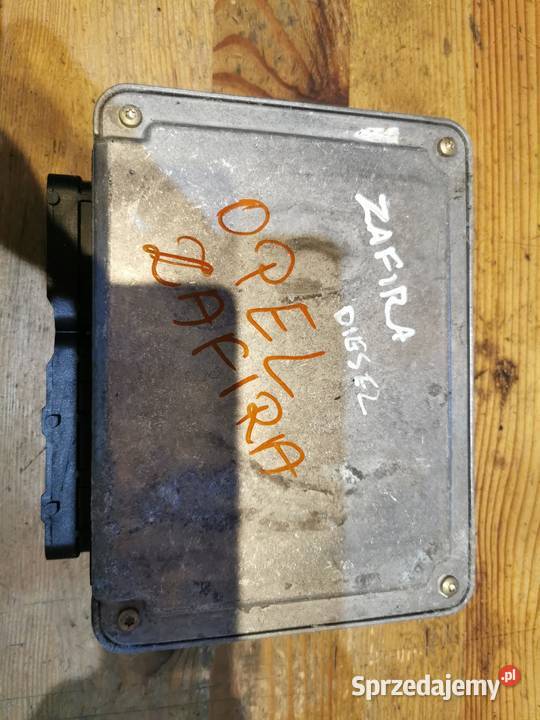 OPEL
ZAFIRA
ZAFIRA
DIESEL
Sprzedajemy.pl